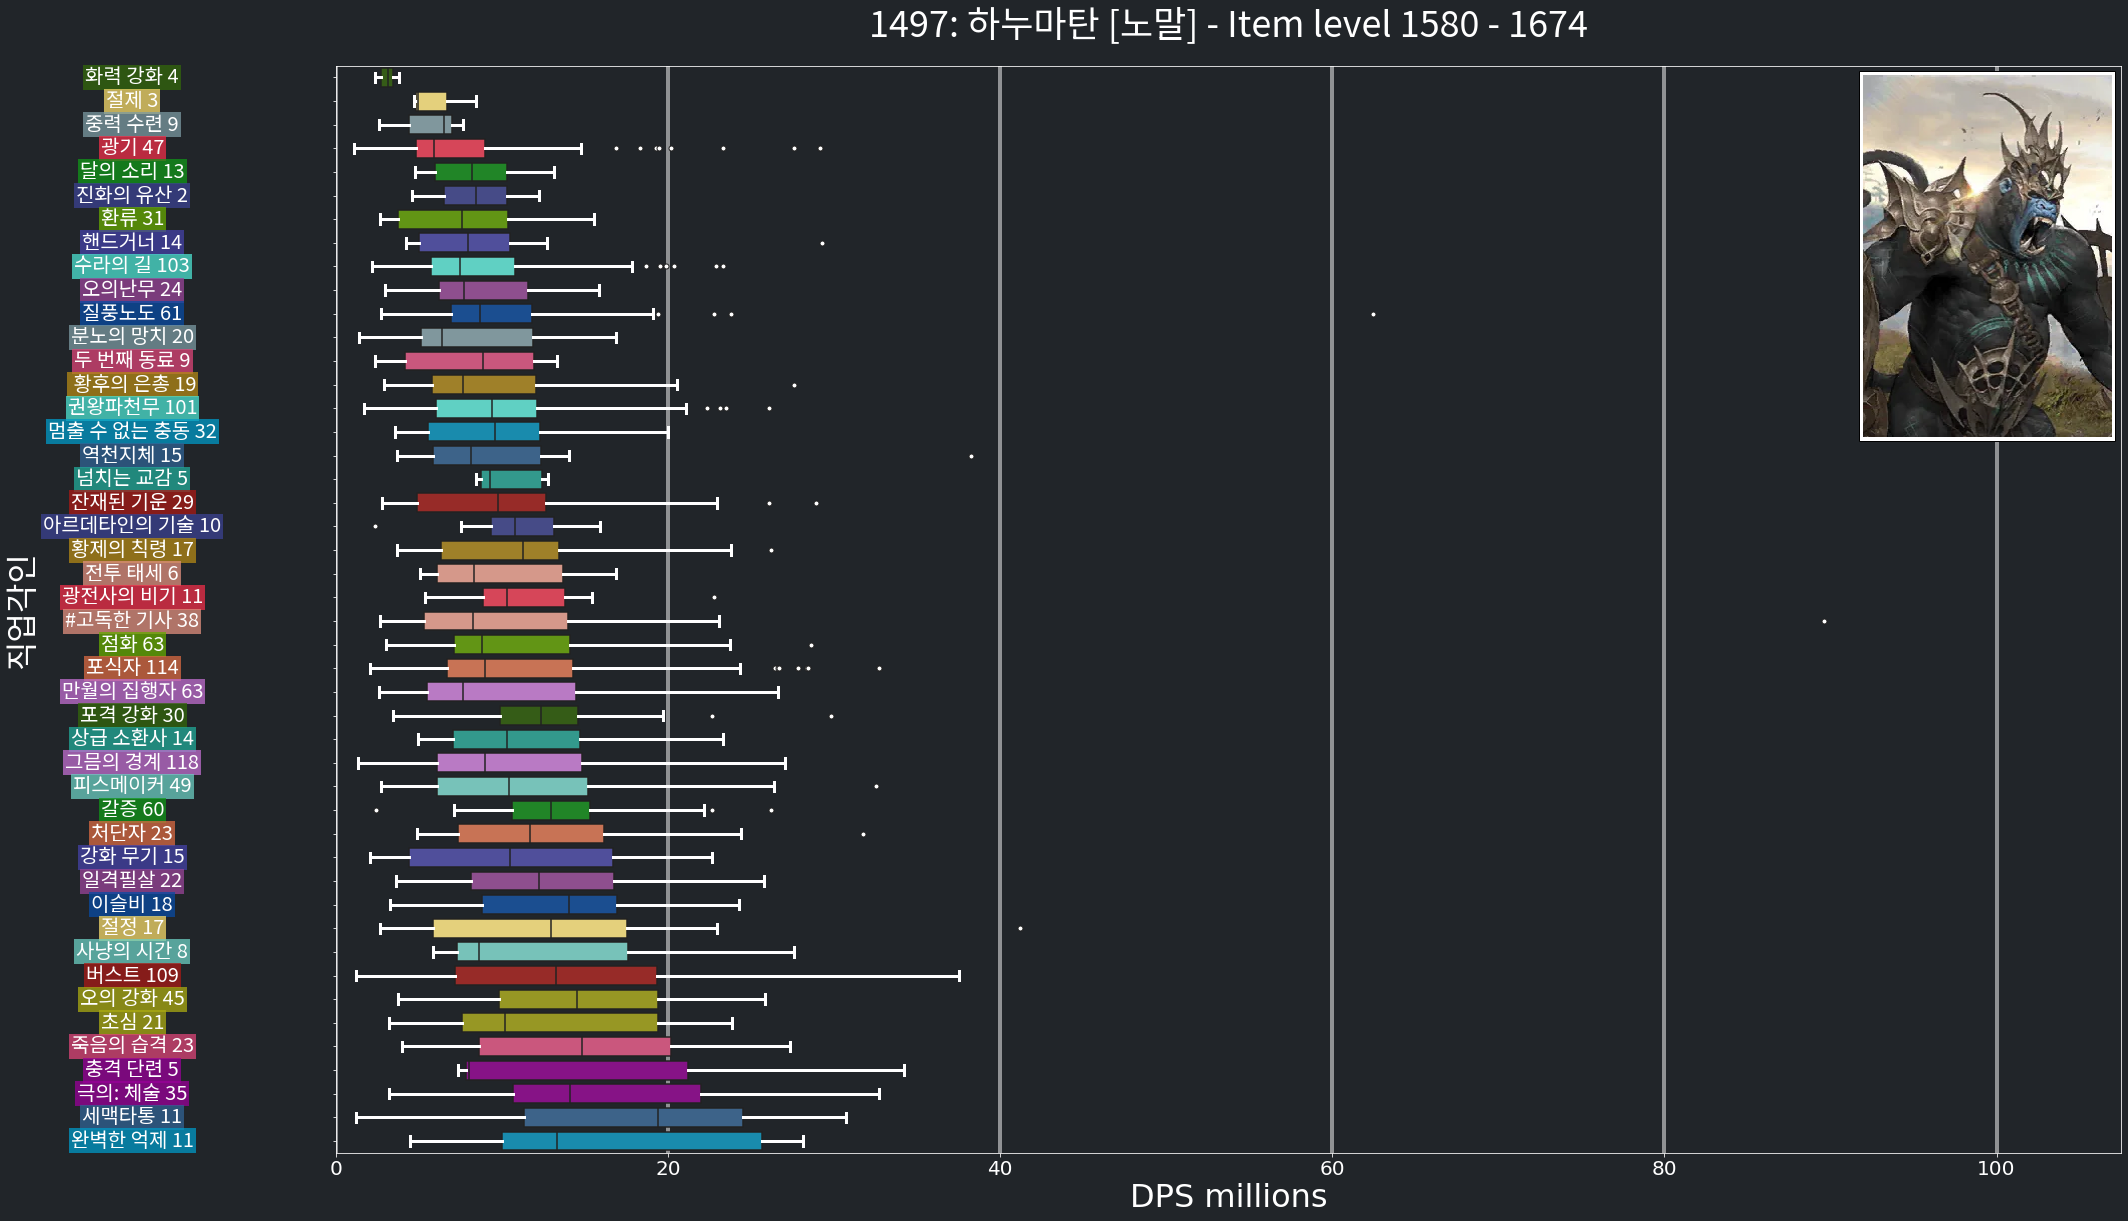 1497: 하누마탄 [노말] - Item level 1580 - 1674
화력 강화 4
절제 3
중력 수련 9
광기 47
달의 소리 13
진화의 유산 2
환류 31
핸드거너 14
수라의 길 103
오의난무 24
질풍노도 61
분노의 망치 20
두 번째 동료 9
황후의 은총 19
권왕파천무 101
멈출 수 없는 충동 32
역천지체 15
넘치는 교감 5
잔재된 기운 29
아르데타인의 기술 10
황제의 칙령 17
전투 태세 6
광전사의 비기 11
#고독한 기사 38
점화 63
포식자 114
만월의 집행자 63
포격 강화 30
상급 소환사 14
그믐의 경계 118
피스메이커 49
갈증 60
처단자 23
강화 무기 15
일격필살 22
이슬비 18
절정 17
사냥의 시간 8
버스트 109
오의 강화 45
초심 21
죽음의 습격 23
충격 단련 5
극의: 체술 35
세맥타통 11
완벽한 억제 11
직업각인
0 20 40 60 80 100
DPS millions